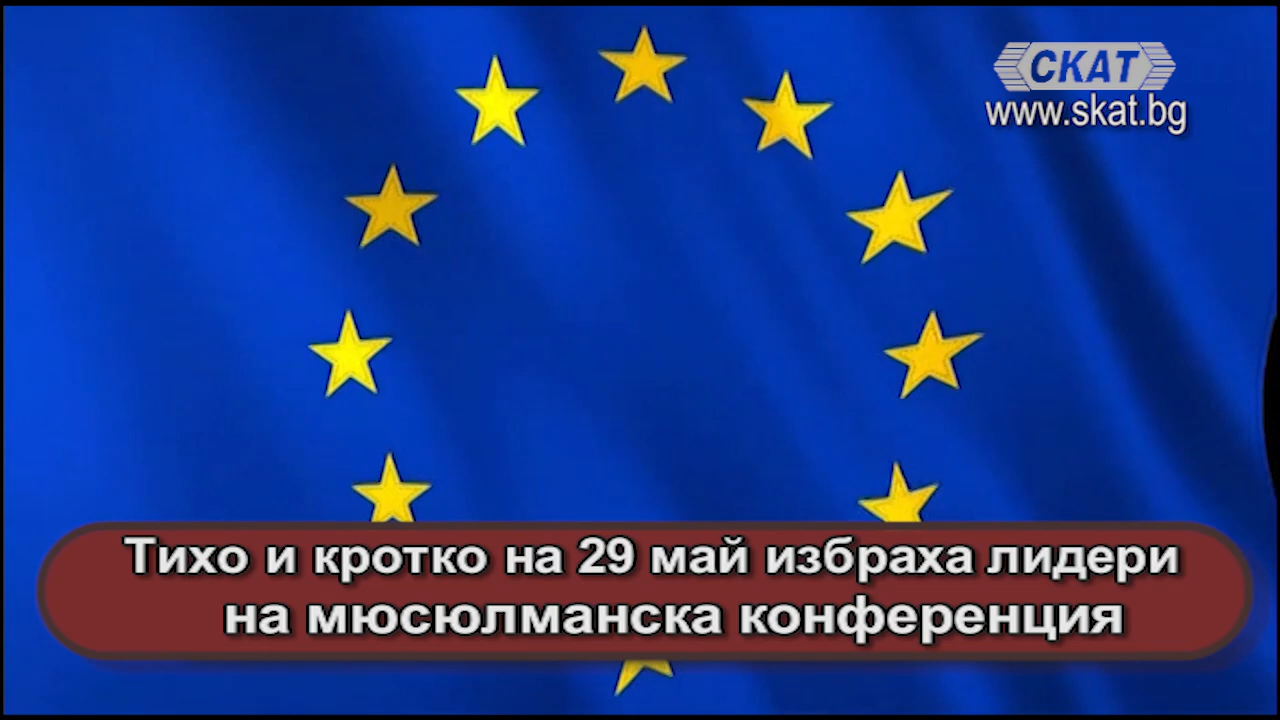 СКАТ
www.skat.bg
Тихо и кротко на 29 май избраха лидери
на мюсюлманска конференция